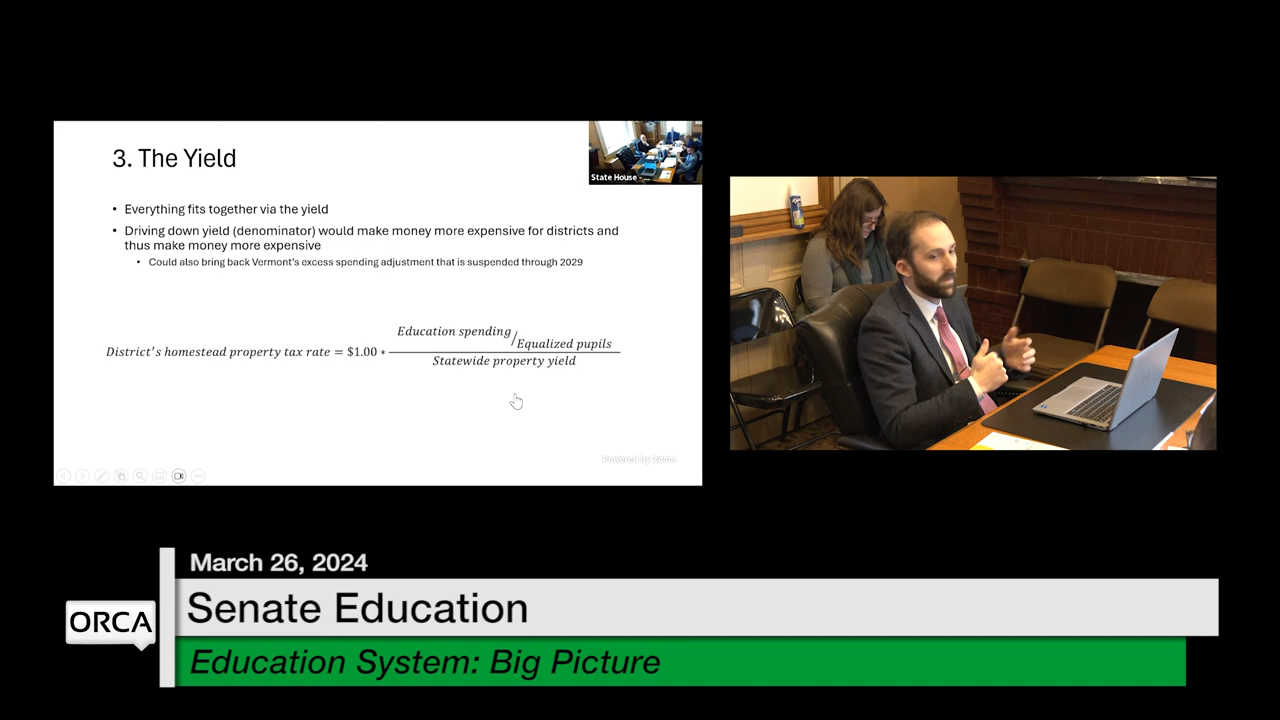 3. The Yield
State House - ...
• Everything fits together via the yield
• Driving down yield (denominator) would make money more expensive for districts and
thus make money more expensive
• Could also bring back Vermont's excess spending adjustment that is suspended through 2029
District's homestead property tax rate = $1.00 * Education spending/Equalized pupils
Statewide property yield
Powered by Zoom
March 26, 2024
ORCA
Senate Education
Education System: Big Picture